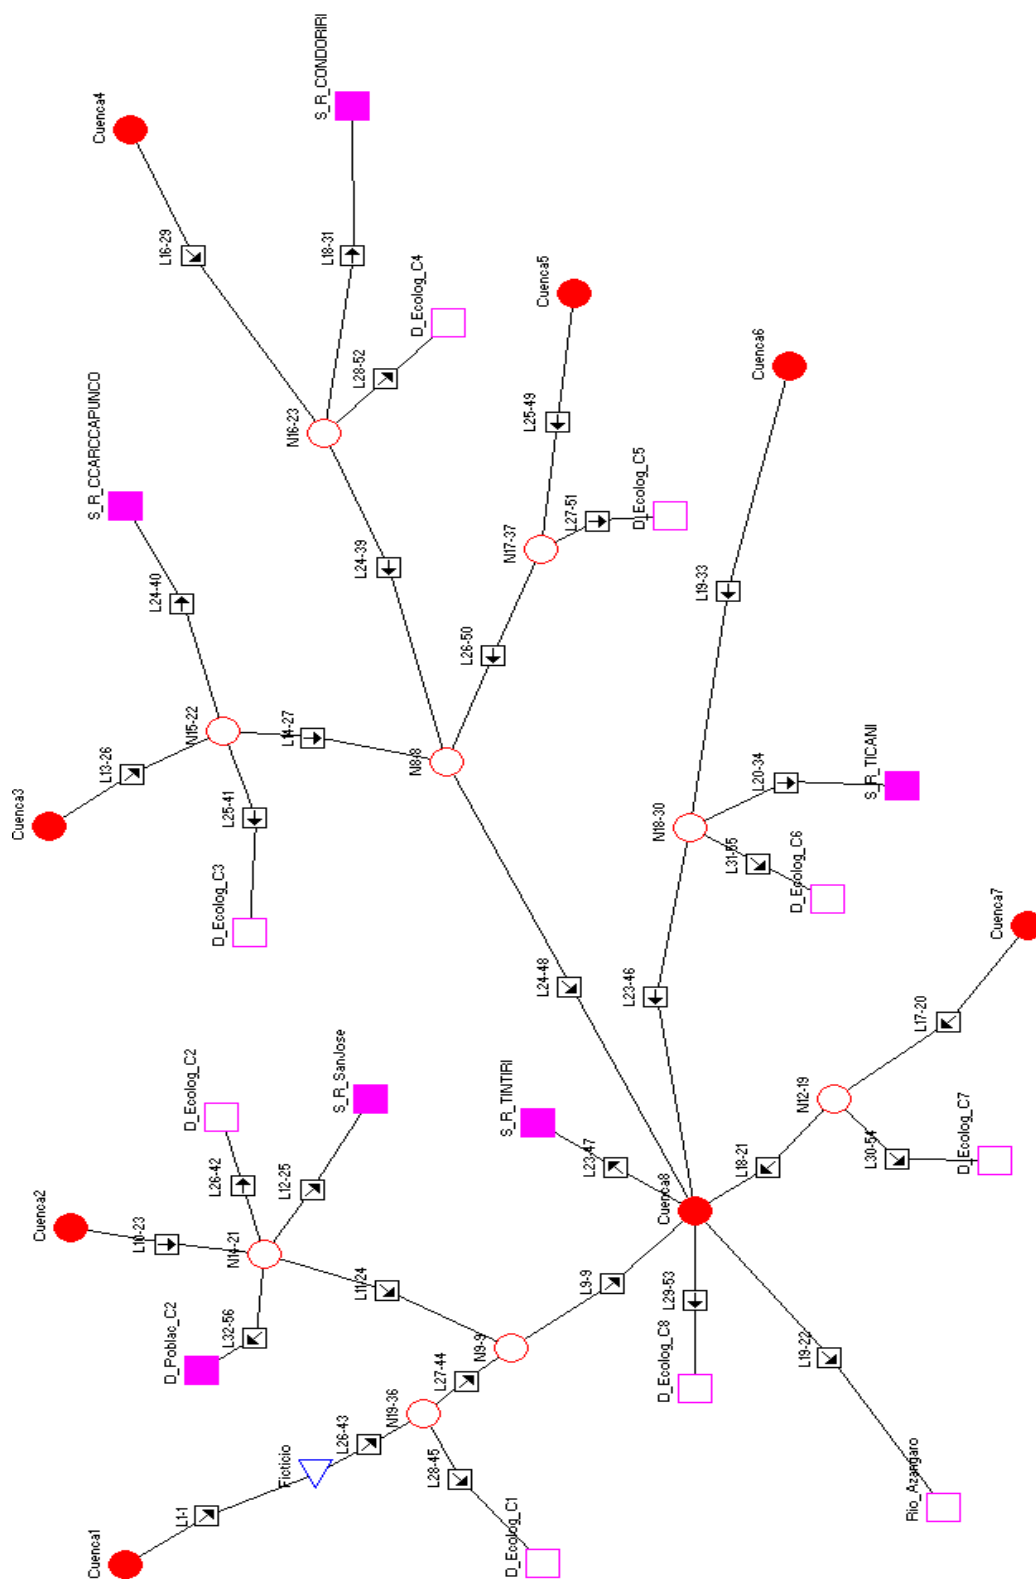 Cuenca3
Cuenca2
Cuenca1
S_R_CCARCCAPUNCO
Cuenca4
L13-26
L10-23
L24-40
L16-29
D_Poblac_C2
L1-1
D_Ecolog_C2
N15-22
L26-42
D_Ecolog_C3
L25-41
L32-56
N14-21
Ficticio
L12-25
L14-27
N16-23
S_R_CONDORIRI
L18-31
L26-43
S_R_SanJose
L28-52
L11-24
L24-39
N19-36
N8-8
D_Ecolog_C4
L28-45
L27-44
L26-50
N9-9
S_R_TINTIRI
N17-37
D_Ecolog_C1
L25-49
L24-48
Cuenca5
L27-51
L9-9
L23-47
L23-46
D_Ecolog_C5
N18-30
Cuenca8
D_Ecolog_C8
L29-53
L19-33
L31-55
L18-21
L20-34
Cuenca6
L19-22
D_Ecolog_C6
N12-19
L30-54
S_R_TICANI
Rio_Azangaro
L17-20
D_Ecolog_C7
Cuenca7